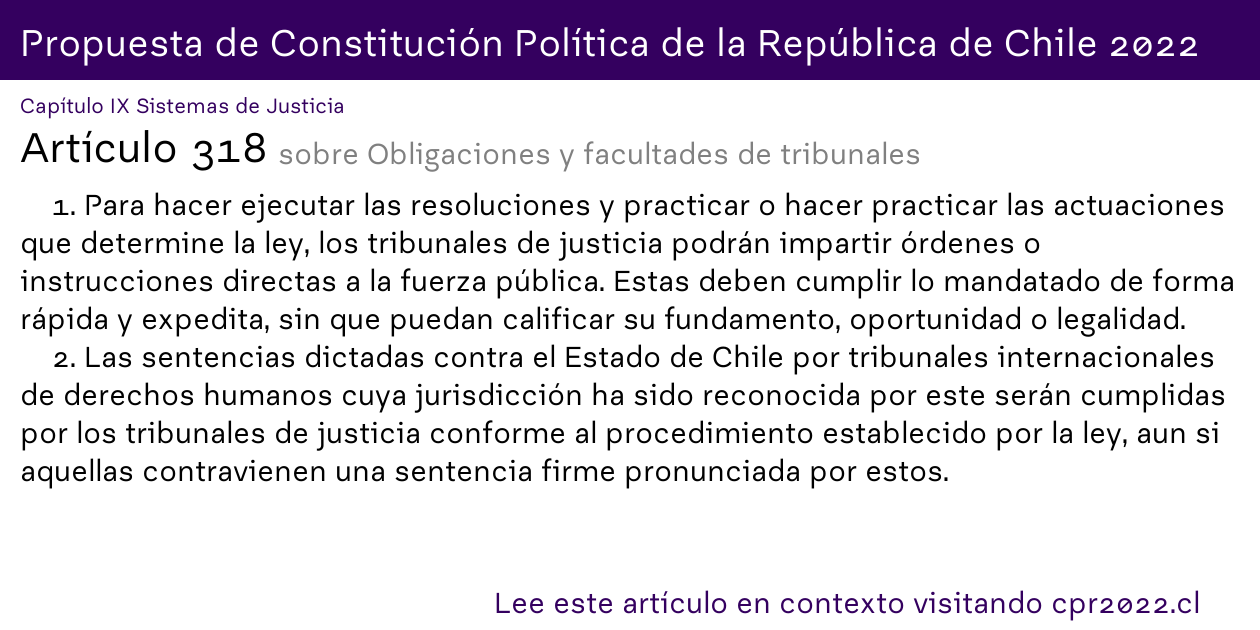 Propuesta de Constitución Política de la República de Chile 2022
Capítulo IX Sistemas de Justicia
Artículo 318 sobre Obligaciones y facultades de tribunales
1. Para hacer ejecutar las resoluciones y practicar o hacer practicar las actuaciones
que determine la ley, los tribunales de justicia podrán impartir órdenes o
instrucciones directas a la fuerza pública. Estas deben cumplir lo mandatado de forma
rápida y expedita, sin que puedan calificar su fundamento, oportunidad o legalidad.
2. Las sentencias dictadas contra el Estado de Chile por tribunales internacionales
de derechos humanos cuya jurisdicción ha sido reconocida por este serán cumplidas
por los tribunales de justicia conforme al procedimiento establecido por la ley, aun si
aquellas contravienen una sentencia firme pronunciada por estos.
Lee este artículo en contexto visitando cpr2022.cl